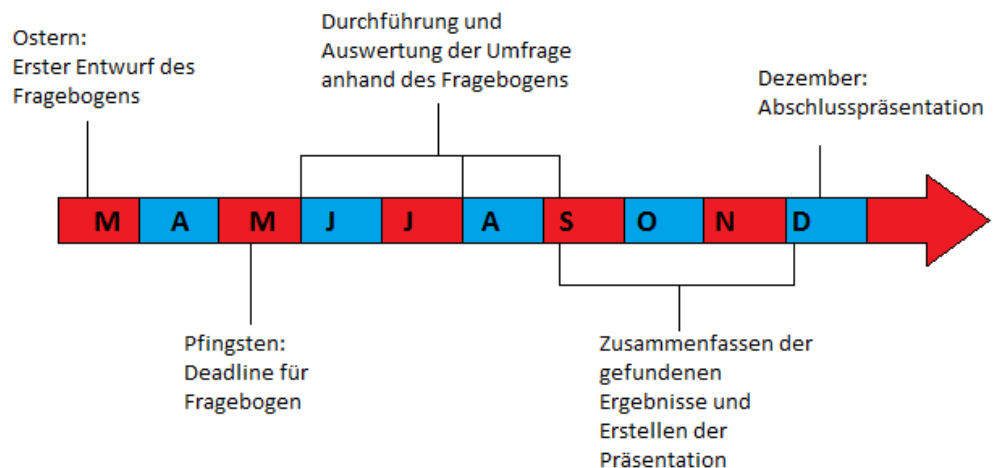 Ostern:
Erster Entwurf des
Fragebogens
Durchführung und
Auswertung der Umfrage
anhand des Fragebogens
Dezember:
Abschlusspräsentation
M A M J J A S O N D
Pfingsten:
Deadline für
Fragebogen
Zusammenfassen der
gefundenen
Ergebnisse und
Erstellen der
Präsentation